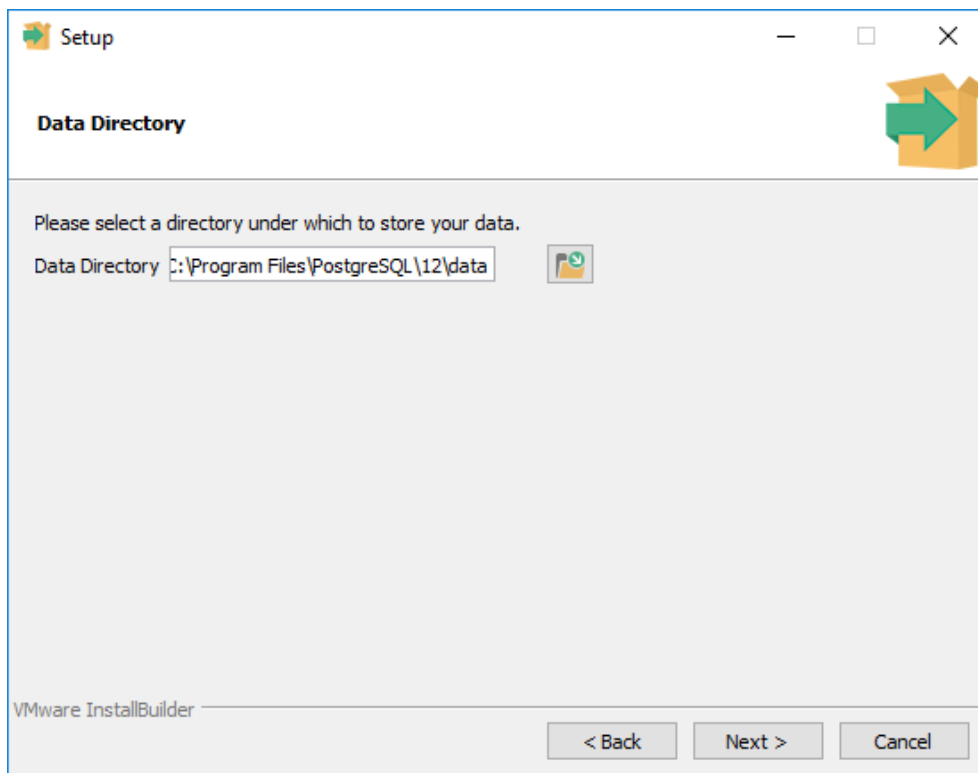 Setup
Data Directory
Please select a directory under which to store your data.
Data Directory C:\Program Files\PostgreSQL\12\data
VMware InstallBuilder
< Back Next > Cancel